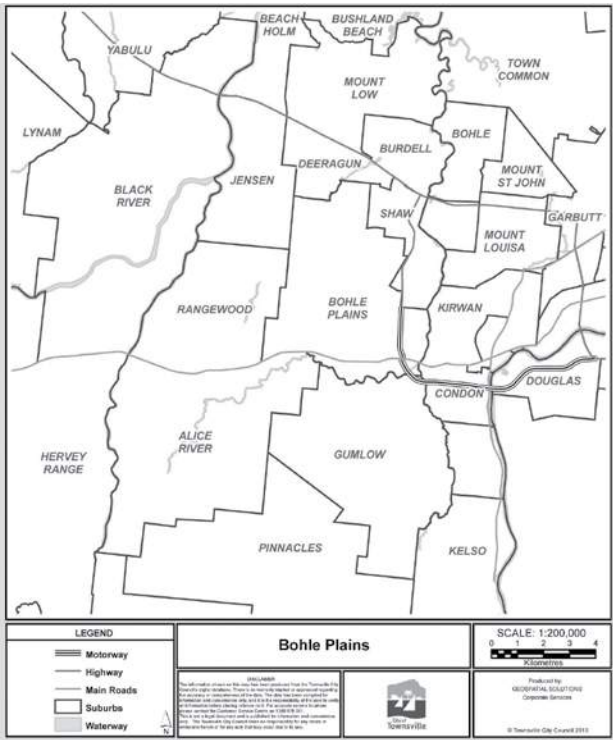 BEACH
HOLM
BUSHLAND
BEACH
YABULU
TOWN
COMMON
MOUNT
LOW
LYNAM
BOHLE
BURDELL
DEERAGUN
MOUNT
ST JOHN
JENSEN
BLACK
RIVER
SHAW
GARBUTT
MOUNT
LOUISA
RANGEWOOD
BOHLE
PLAINS
KIRWAN
DOUGLAS
CONDON
ALICE
RIVER
HERVEY
RANGE
GUMLOW
PINNACLES
KELSO
LEGEND
Motorway
Highway
Main Roads
Suburbs
Waterway
N
Bohle Plains
SCALE: 1:200,000
0 1 2 3 4
Kilometres
DISCLAIMER
City of
Townsville
Produced by:
GEOSPATIAL SOLUTIONS
Corporate Services
© Townsville City Council 2013